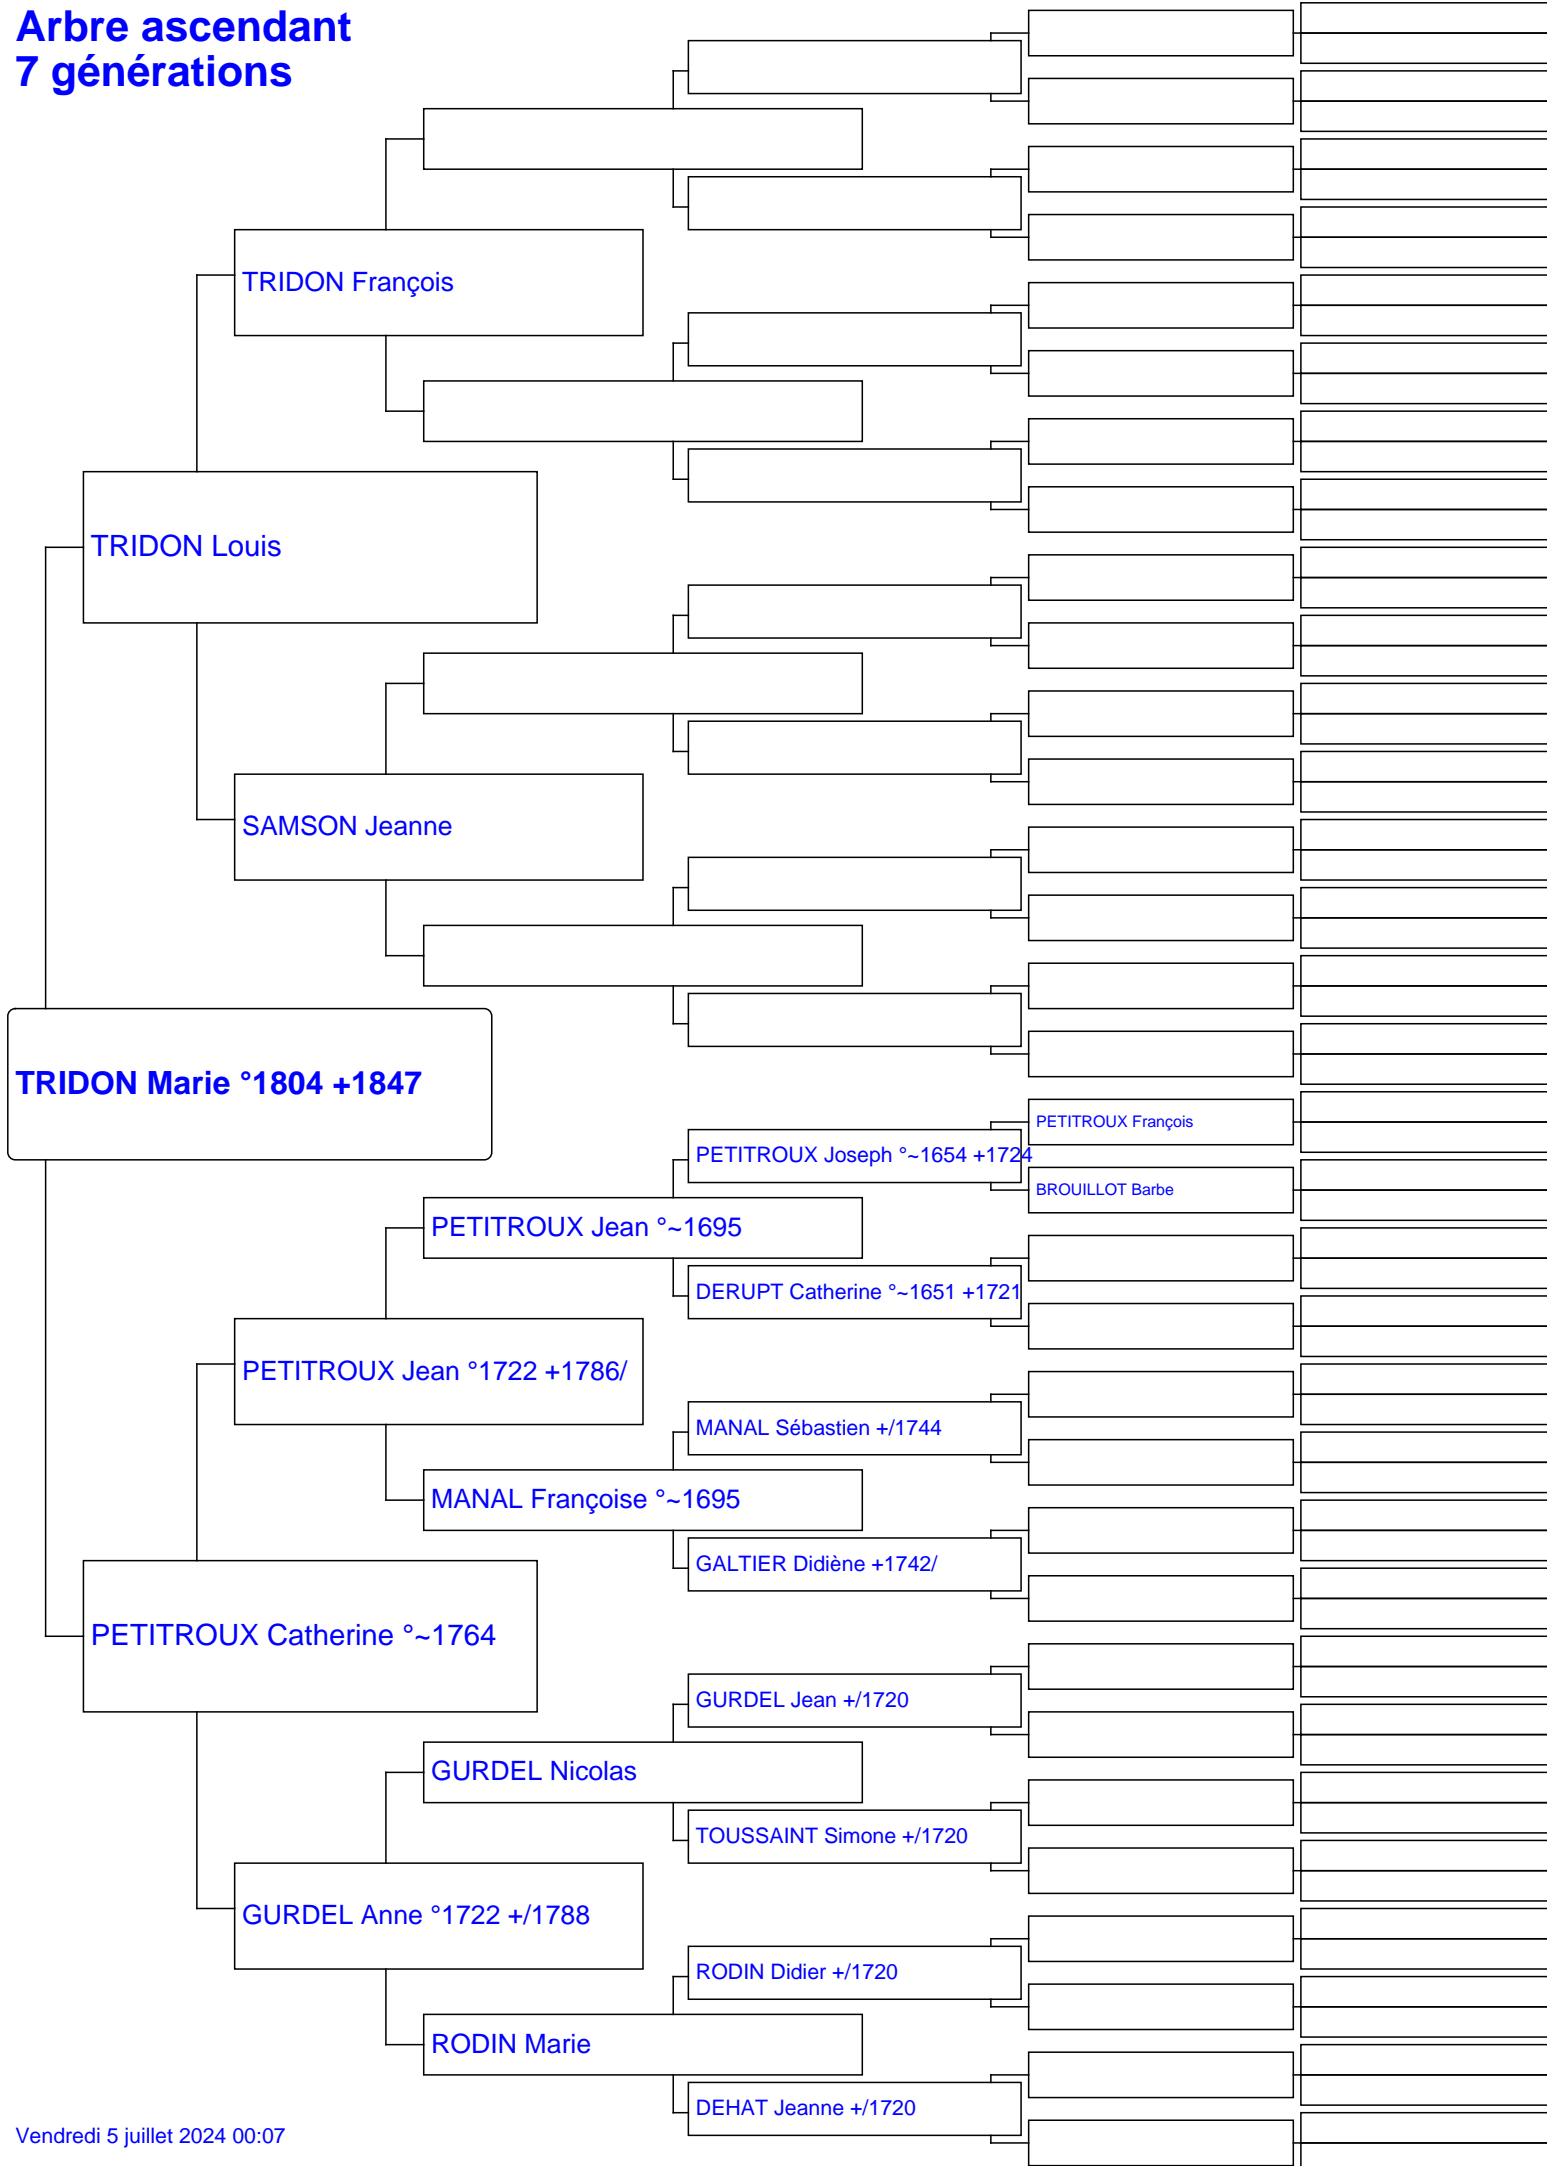 Arbre ascendant
7 générations
TRIDON François
TRIDON Louis
SAMSON Jeanne
TRIDON Marie °1804 +1847
PETITROUX François
PETITROUX Joseph °~1654 +1724
BROUILLOT Barbe
PETITROUX Jean °~1695
DERUPT Catherine °~1651 +1721
PETITROUX Jean °1722 +1786/
MANAL Sébastien +/1744
MANAL Françoise °~1695
GALTIER Didiène +1742/
PETITROUX Catherine °~1764
GURDEL Jean +/1720
GURDEL Nicolas
TOUSSAINT Simone +/1720
GURDEL Anne °1722 +/1788
RODIN Didier +/1720
RODIN Marie
DEHAT Jeanne +/1720
Vendredi 5 juillet 2024 00:07